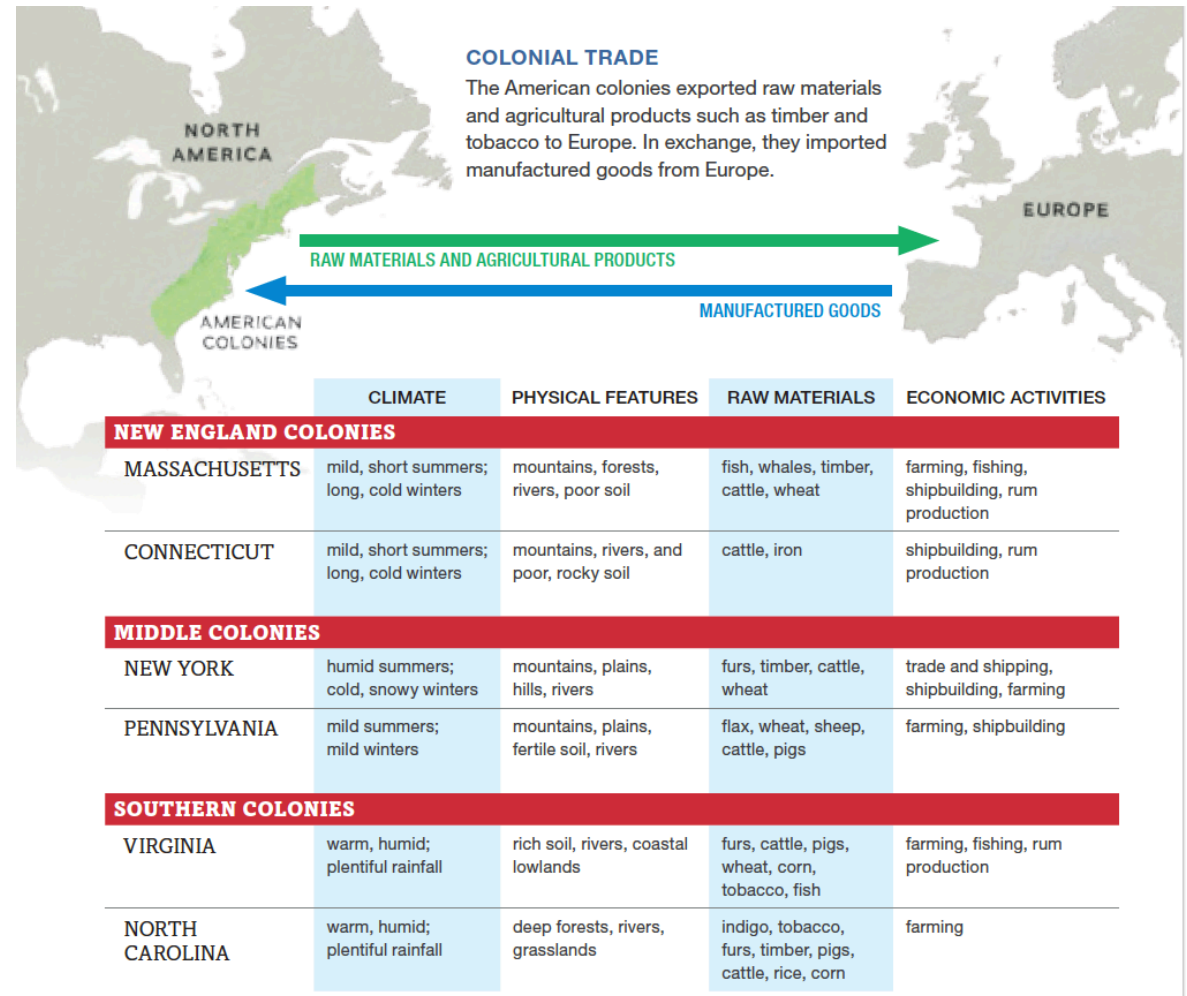 COLONIAL TRADE
The American colonies exported raw materials
and agricultural products such as timber and
tobacco to Europe. In exchange, they imported
manufactured goods from Europe.
NORTH
AMERICA
EUROPE
RAW MATERIALS AND AGRICULTURAL PRODUCTS
MANUFACTURED GOODS
AMERICAN
COLONIES
CLIMATE PHYSICAL FEATURES RAW MATERIALS ECONOMIC ACTIVITIES
NEW ENGLAND COLONIES
MASSACHUSETTS mild, short summers; mountains, forests, fish, whales, timber, farming, fishing,
long, cold winters rivers, poor soil cattle, wheat shipbuilding, rum
production
CONNECTICUT mild, short summers; mountains, rivers, and cattle, iron shipbuilding, rum
long, cold winters poor, rocky soil production
MIDDLE COLONIES
NEW YORK humid summers; mountains, plains, furs, timber, cattle, trade and shipping,
cold, snowy winters hills, rivers wheat shipbuilding, farming
PENNSYLVANIA mild summers; mountains, plains, flax, wheat, sheep, farming, shipbuilding
mild winters fertile soil, rivers cattle, pigs
SOUTHERN COLONIES
VIRGINIA warm, humid; rich soil, rivers, coastal furs, cattle, pigs, farming, fishing, rum
plentiful rainfall lowlands wheat, corn, production
tobacco, fish
NORTH warm, humid; deep forests, rivers, indigo, tobacco, farming
CAROLINA plentiful rainfall grasslands furs, timber, pigs,
cattle, rice, corn